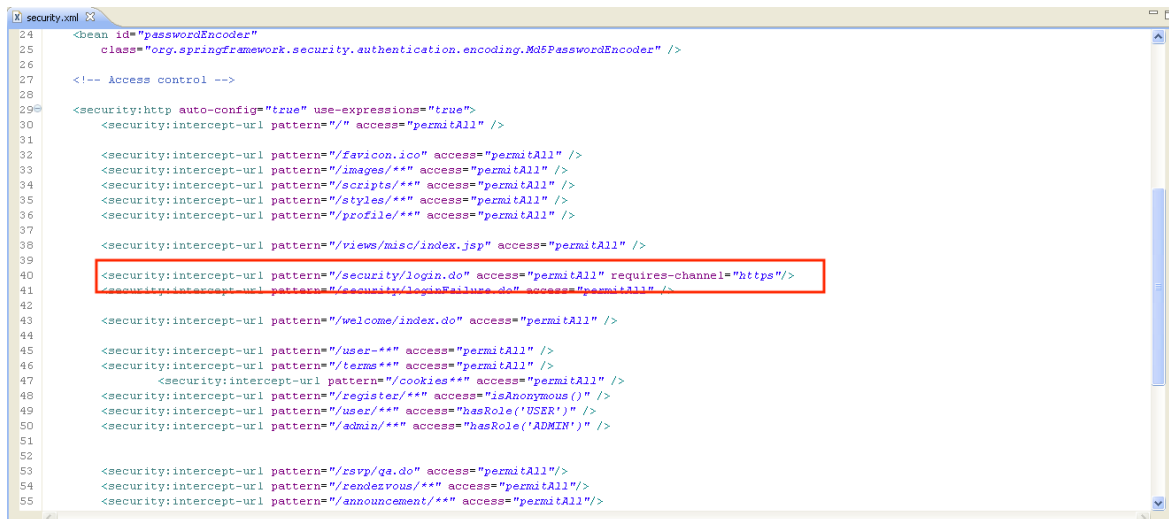 security.xml
24 <bean id="passwordEncoder"
25 class="org.springframework.security.authentication.encoding.Md5PasswordEncoder" />
26
27 <!-- Access control -->
28
29 <security:http auto-config="true" use-expressions="true">
30 <security:intercept-url pattern="/" access="permitAll" />
31
32 <security:intercept-url pattern="/favicon.ico" access="permitAll" />
33 <security:intercept-url pattern="/images/**" access="permitAll" />
34 <security:intercept-url pattern="/scripts/**" access="permitAll" />
35 <security:intercept-url pattern="/styles/**" access="permitAll" />
36 <security:intercept-url pattern="/profile/**" access="permitAll" />
37
38 <security:intercept-url pattern="/views/misc/index.jsp" access="permitAll" />
39
40 <security:intercept-url pattern="/security/login.do" access="permitAll" requires-channel="https"/>
41 <security:intercept-url pattern="/security/loginFailure.do" access="permitAll" />
42
43 <security:intercept-url pattern="/welcome/index.do" access="permitAll" />
44
45 <security:intercept-url pattern="/user-**" access="permitAll" />
46 <security:intercept-url pattern="/terms**" access="permitAll" />
47 <security:intercept-url pattern="/cookies**" access="permitAll" />
48 <security:intercept-url pattern="/register/**" access="isAnonymous()" />
49 <security:intercept-url pattern="/user/**" access="hasRole('USER')" />
50 <security:intercept-url pattern="/admin/**" access="hasRole('ADMIN')" />
51
52
53 <security:intercept-url pattern="/rsvp/qa.do" access="permitAll"/>
54 <security:intercept-url pattern="/rendezvous/**" access="permitAll"/>
55 <security:intercept-url pattern="/announcement/**" access="permitAll"/>